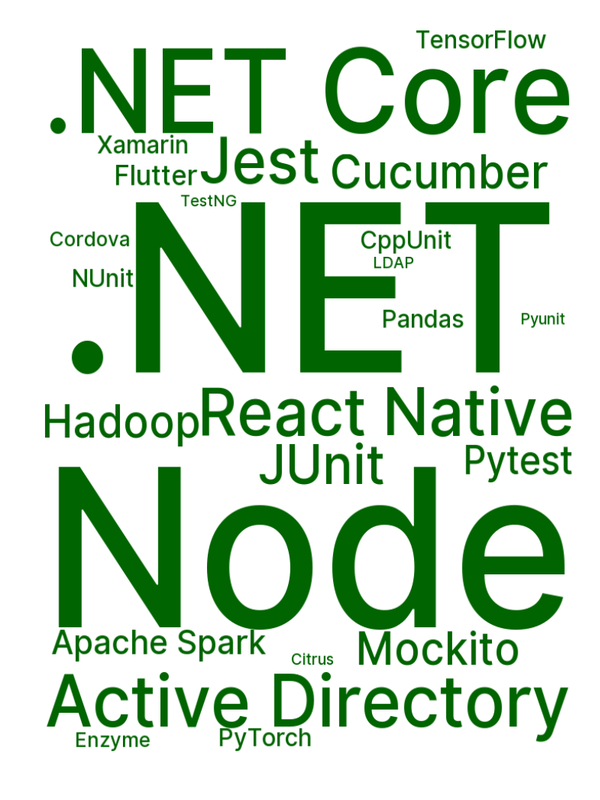 TensorFlow
.NET Core
Xamarin
Jest
Cucumber
Flutter
TestNG
.NET
Cordova
CppUnit
LDAP
NUnit
Pandas
Pyunit
Hadoop
React Native
JUnit
Pytest
Node
Apache Spark
Mockito
Citrus
Active Directory
Enzyme
PyTorch